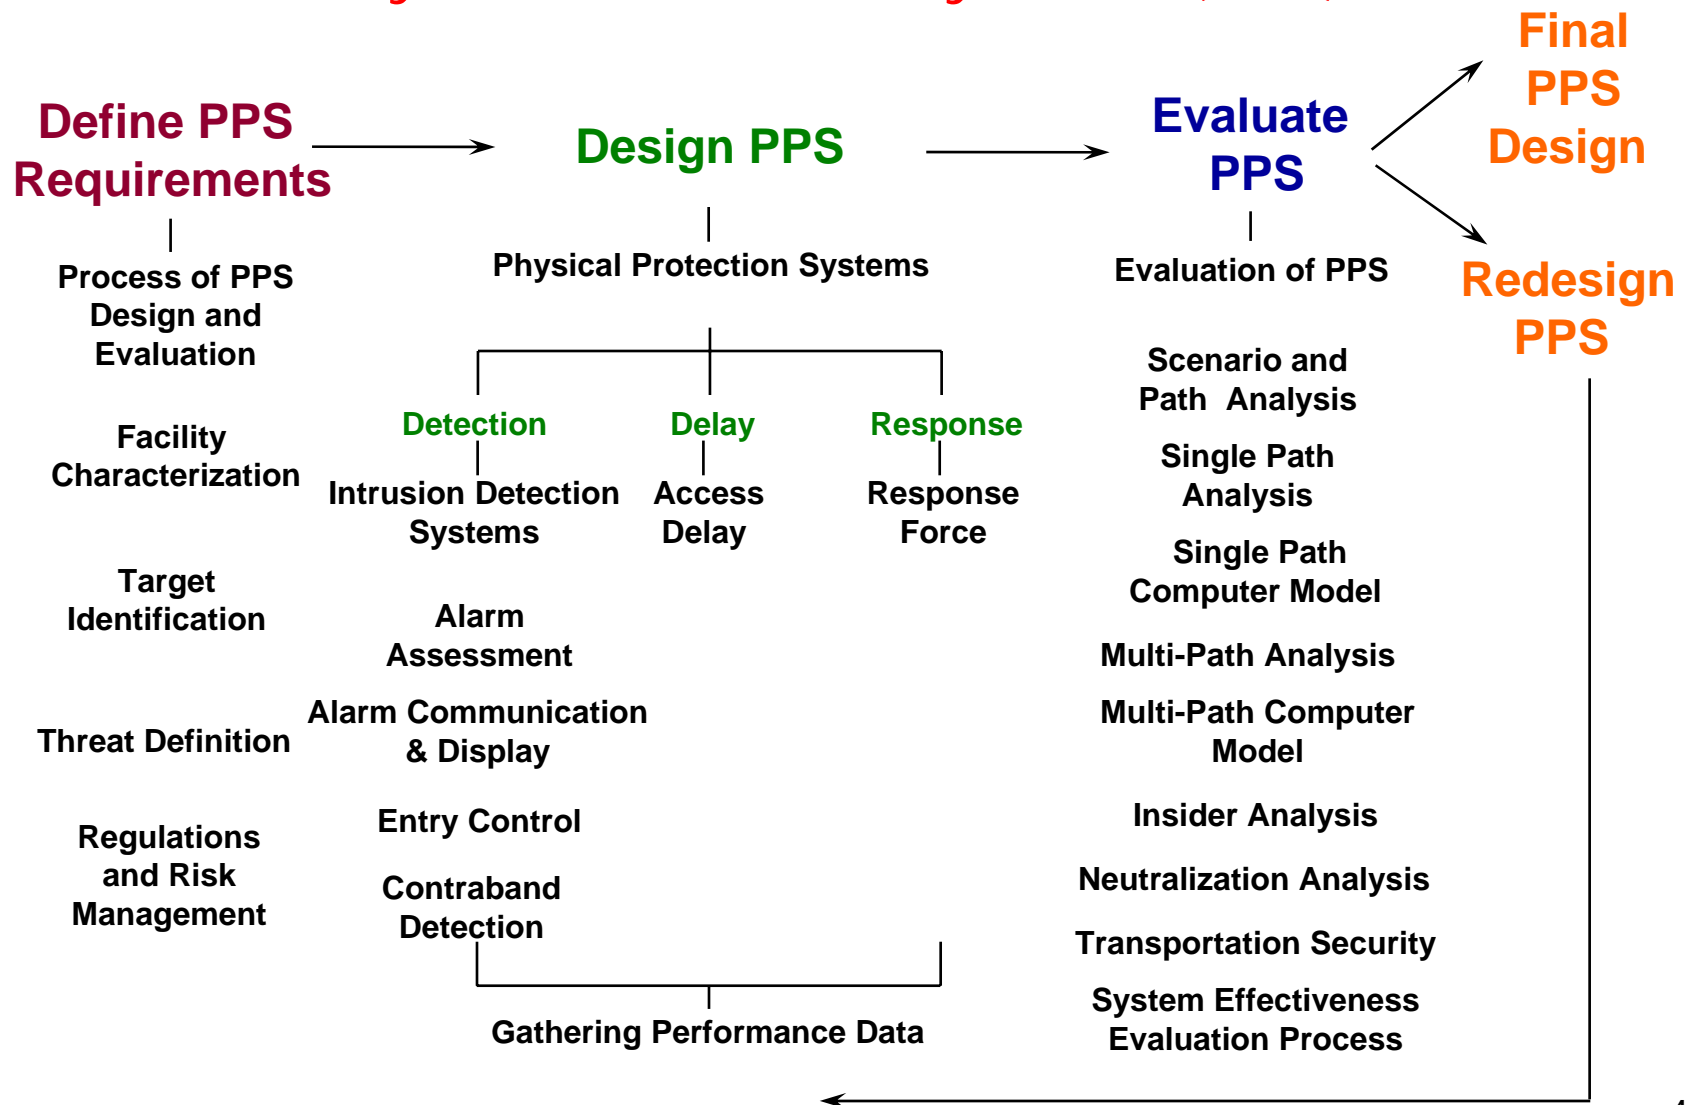 Final
PPS
Design
Define PPS
Requirements
Design PPS
Evaluate
PPS
Redesign
PPS
Process of PPS
Design and
Evaluation
Facility
Characterization
Target
Identification
Threat Definition
Regulations
and Risk
Management
Physical Protection Systems
Detection
Delay
Response
Intrusion Detection
Systems
Access
Delay
Response
Force
Alarm
Assessment
Alarm Communication
& Display
Entry Control
Contraband
Detection
Gathering Performance Data
Evaluation of PPS
Scenario and
Path Analysis
Single Path
Analysis
Single Path
Computer Model
Multi-Path Analysis
Multi-Path Computer
Model
Insider Analysis
Neutralization Analysis
Transportation Security
System Effectiveness
Evaluation Process